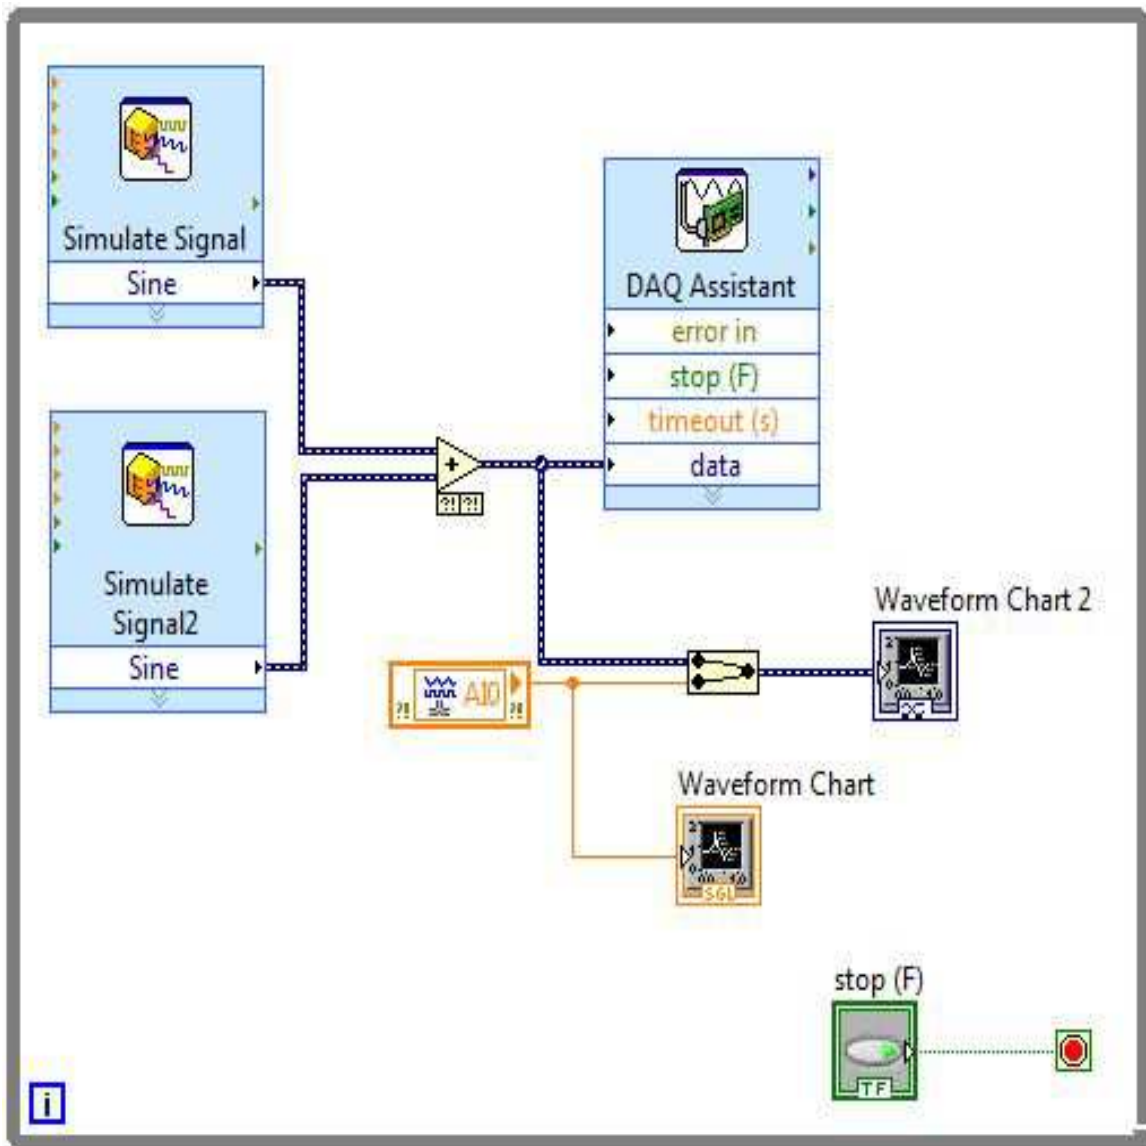 Simulate Signal
Sine
DAQ Assistant
error in
stop (F)
timeout (s)
data
Simulate
Signal2
Sine
+
?! ?!
Waveform Chart 2
?! A10 ?!
Waveform Chart
SGL
stop (F)
TF
i